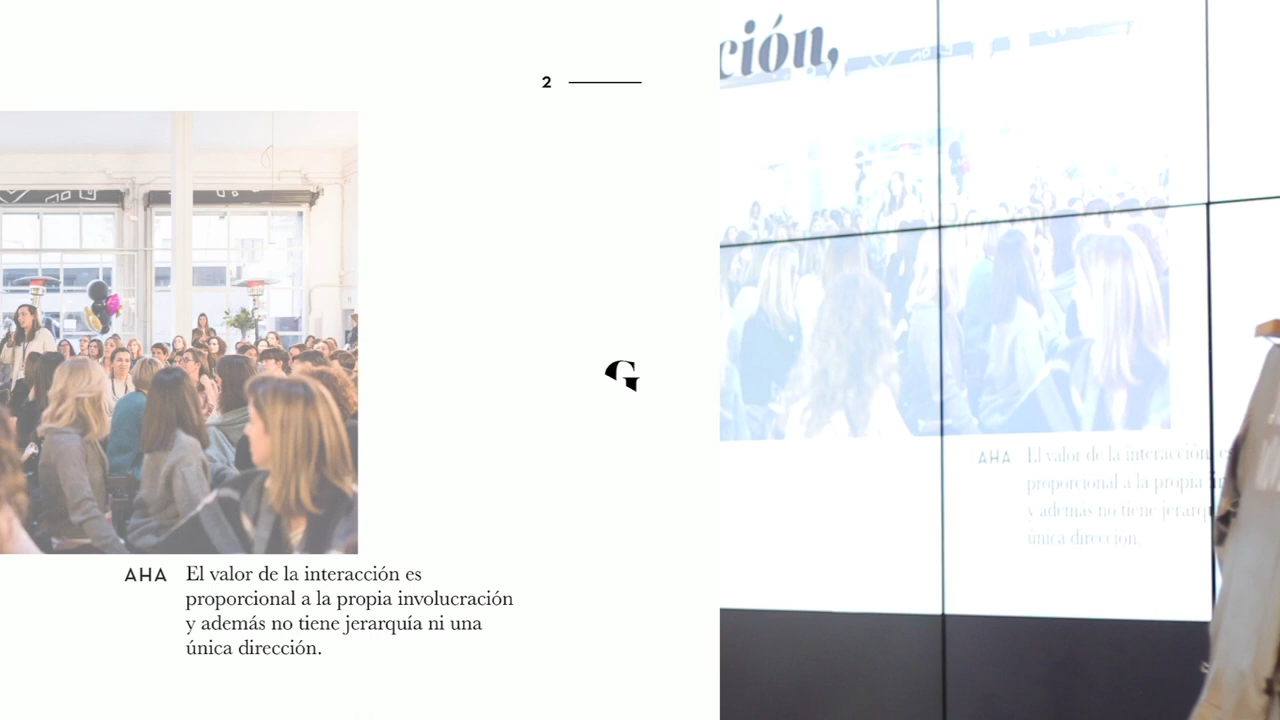 2
AHA El valor de la interacción es
proporcional a la propia involucración
y además no tiene jerarquía ni una
única dirección.
G
ción,
AHA El valor de la interacción
proporcional a la propia
y además no tiene
única dirección.